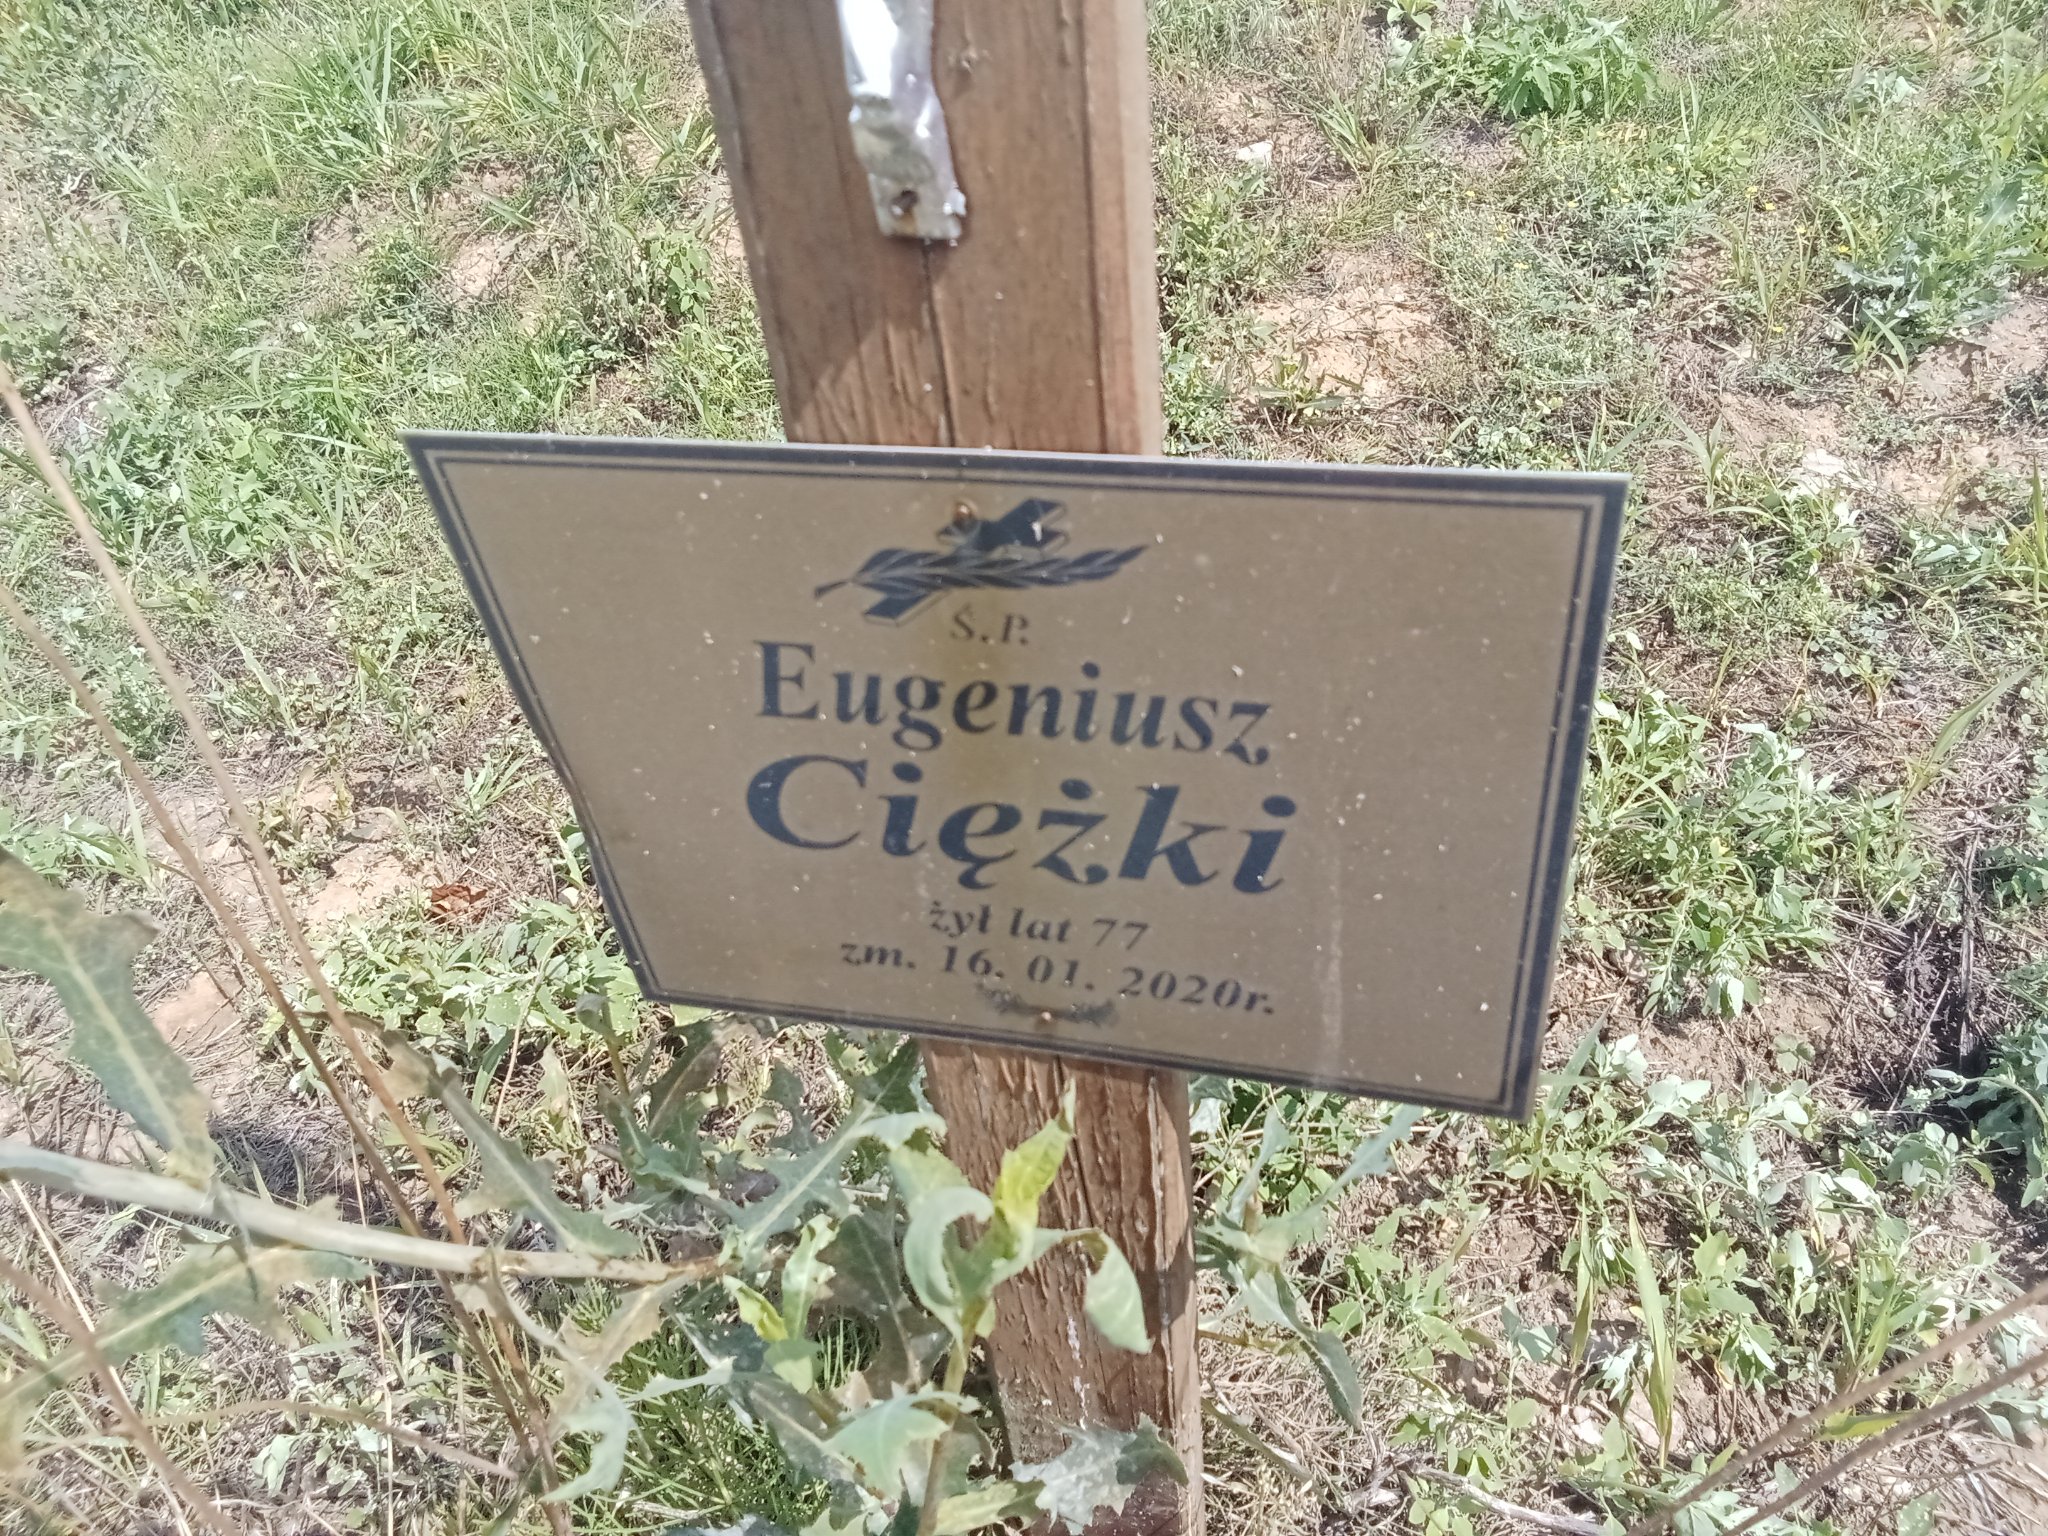 Ś.P.
Eugeniusz
Ciężki
żył lat 77
zm. 16. 01. 2020r.